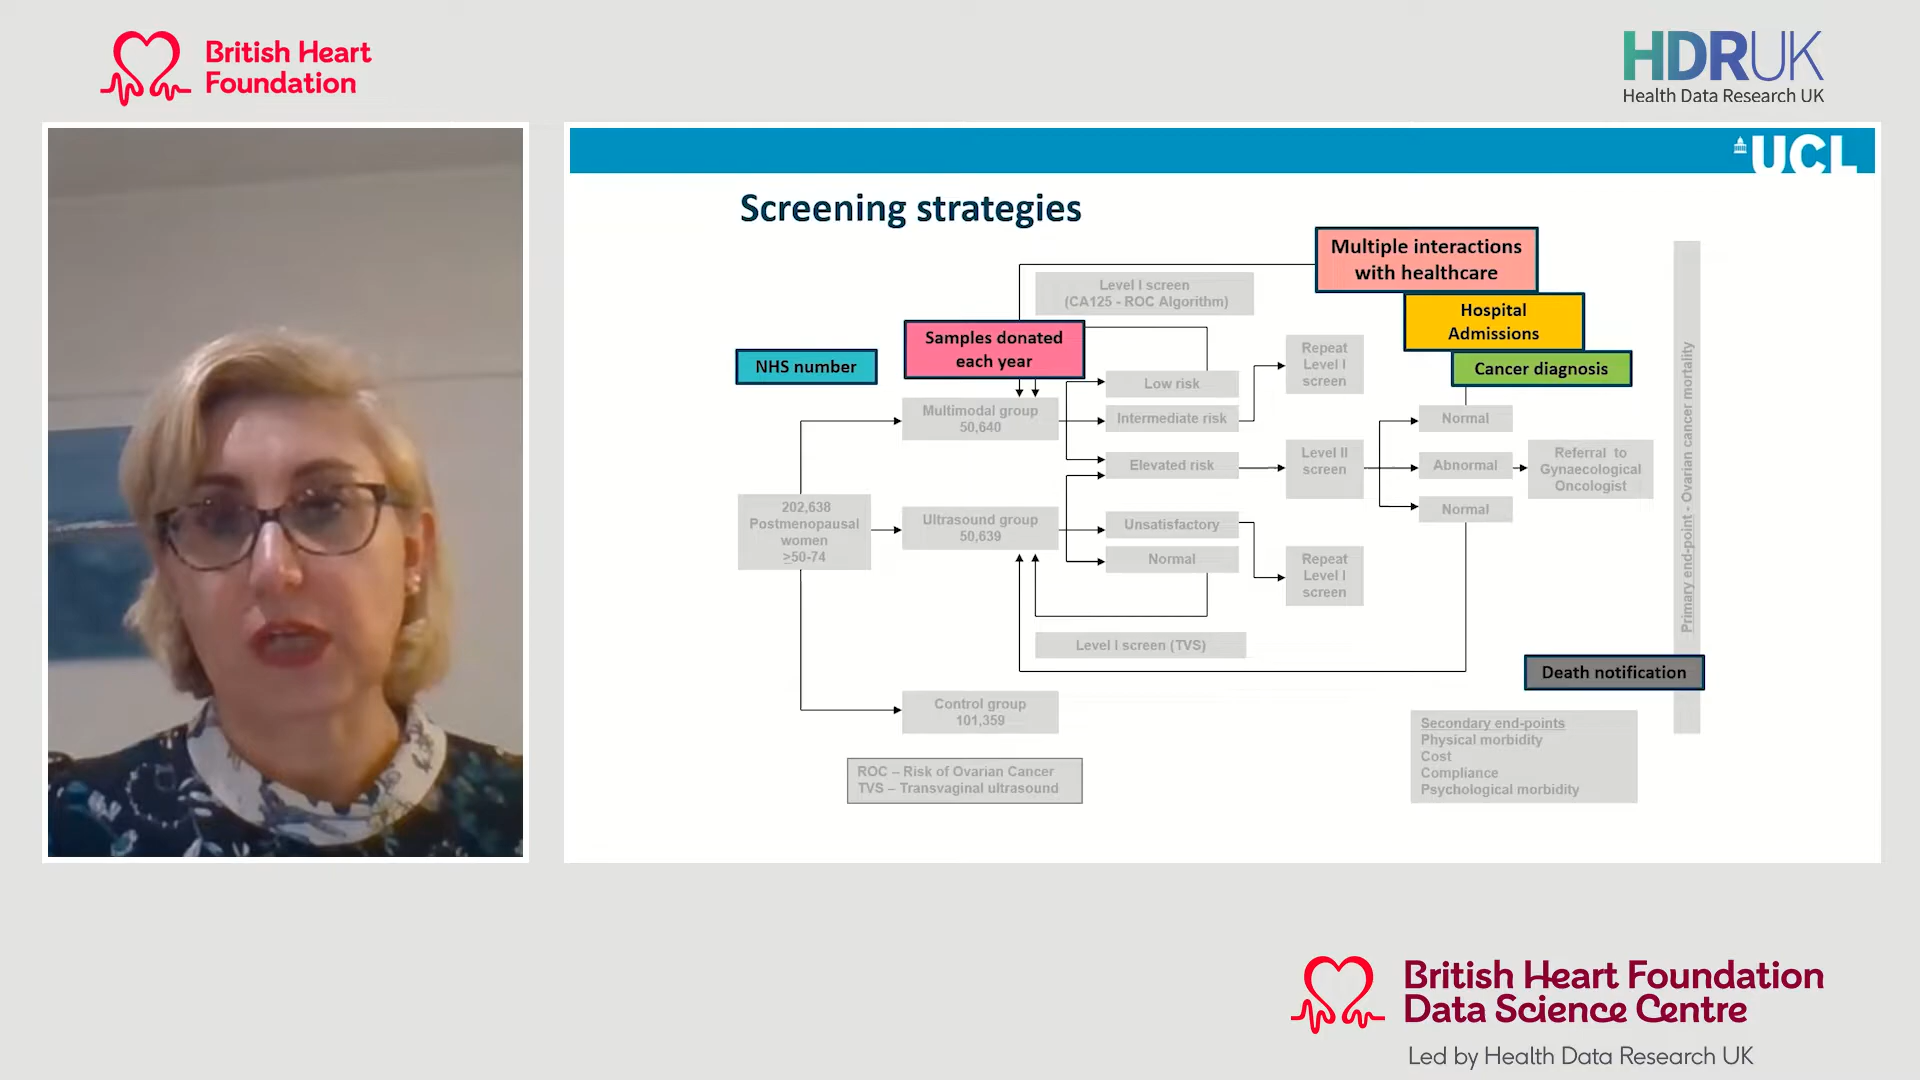 British Heart
Foundation
HDRUK
Health Data Research UK
UCL
Screening strategies
Multiple interactions
with healthcare
Level I screen
(CA125 - ROC Algorithm)
Hospital
Admissions
Samples donated
each year
NHS number
Cancer diagnosis
Repeat
Level I
screen
Low risk
Multimodal group
50,640
Intermediate risk
Normal
Elevated risk
Level II
screen
Abnormal
Referral to
Gynaecological
Oncologist
202,638
Postmenopausal
women
>50-74
Ultrasound group
50,639
Unsatisfactory
Normal
Normal
Repeat
Level I
screen
Level I screen (TVS)
Primary end-point - Ovarian cancer mortality
Death notification
Control group
101,359
Secondary end-points
Physical morbidity
Cost
Compliance
Psychological morbidity
ROC – Risk of Ovarian Cancer
TVS – Transvaginal ultrasound
British Heart Foundation
Data Science Centre
Led by Health Data Research UK